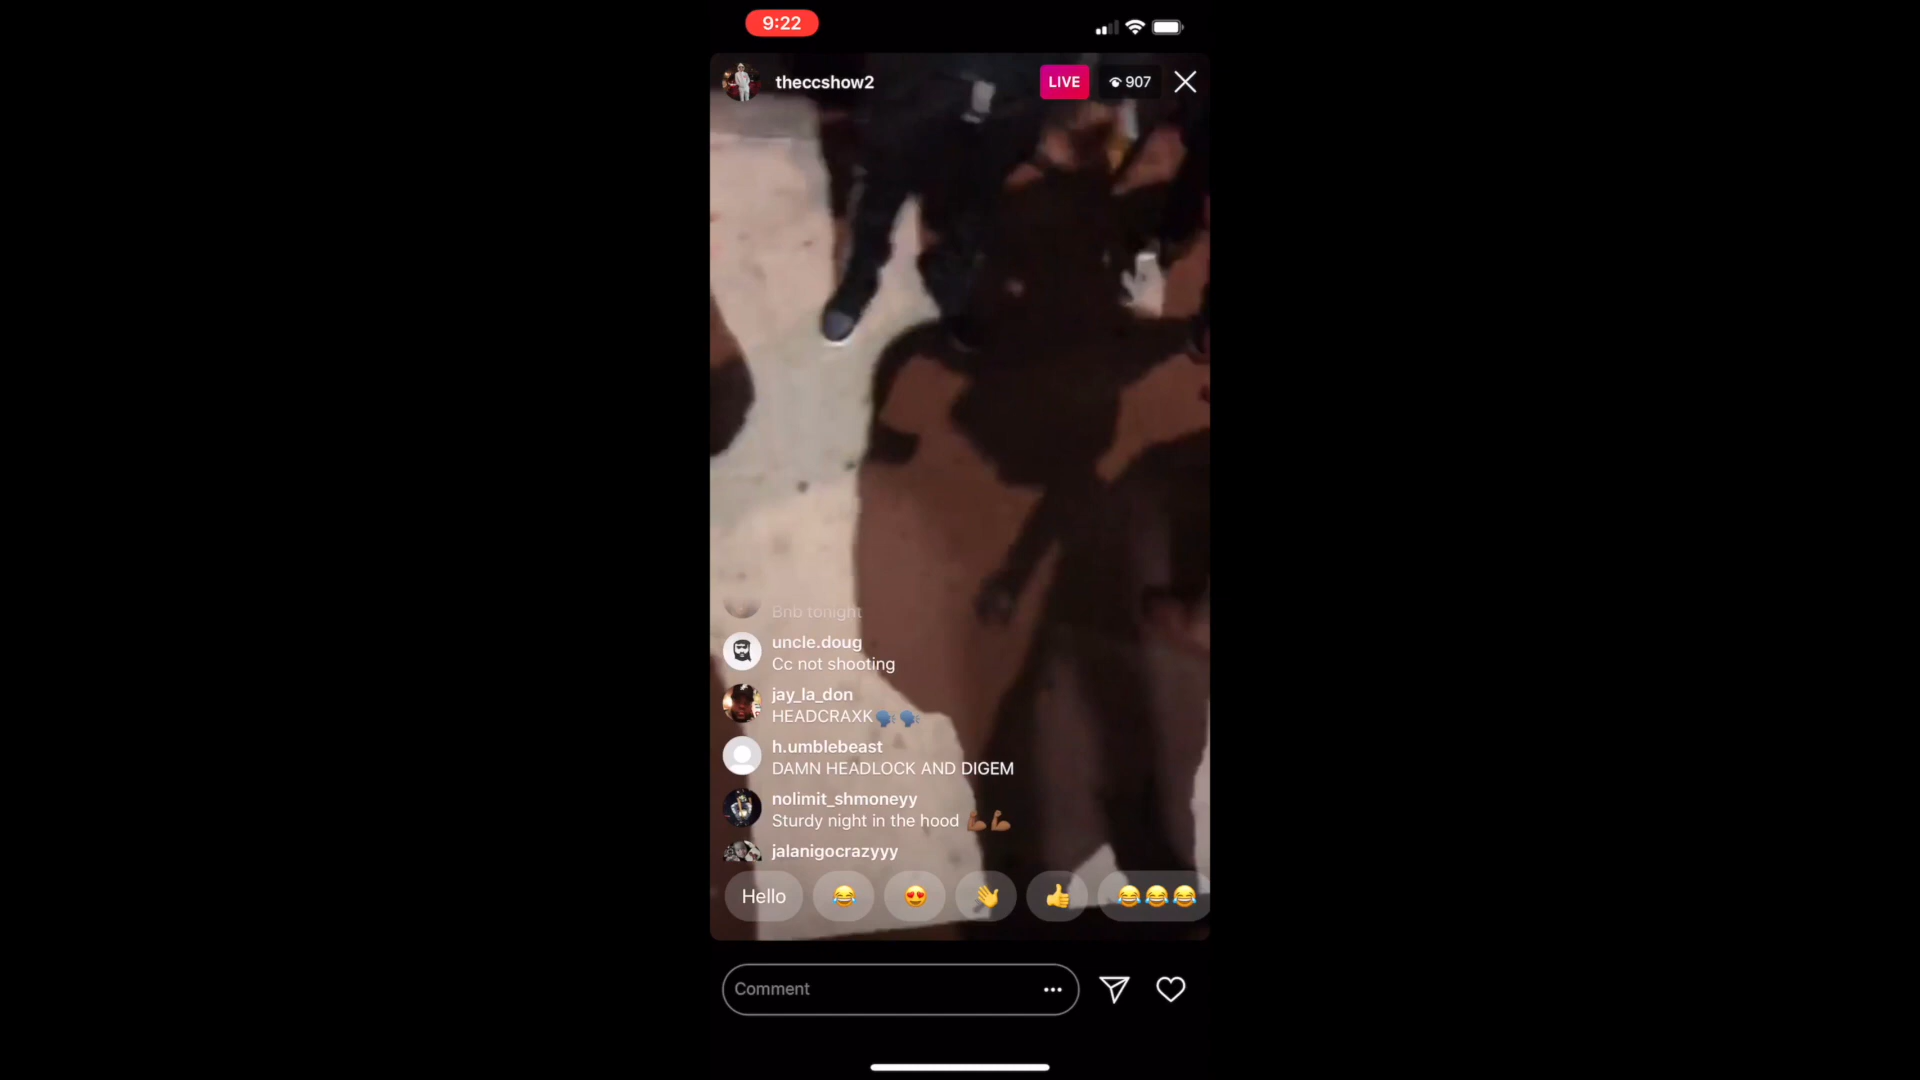 9:22
theccshow2
LIVE
907
Bnb tonight
uncle.doug
Cc not shooting
jay_la_don
HEADCRAXK🗣️🗣️
h.umblebeast
DAMN HEADLOCK AND DIGEM
nolimit_shmoneyy
Sturdy night in the hood 💪🏾💪🏽
jalanigocrazyyy
Hello 😂 😍 👋 👍 😂😂😂
Comment